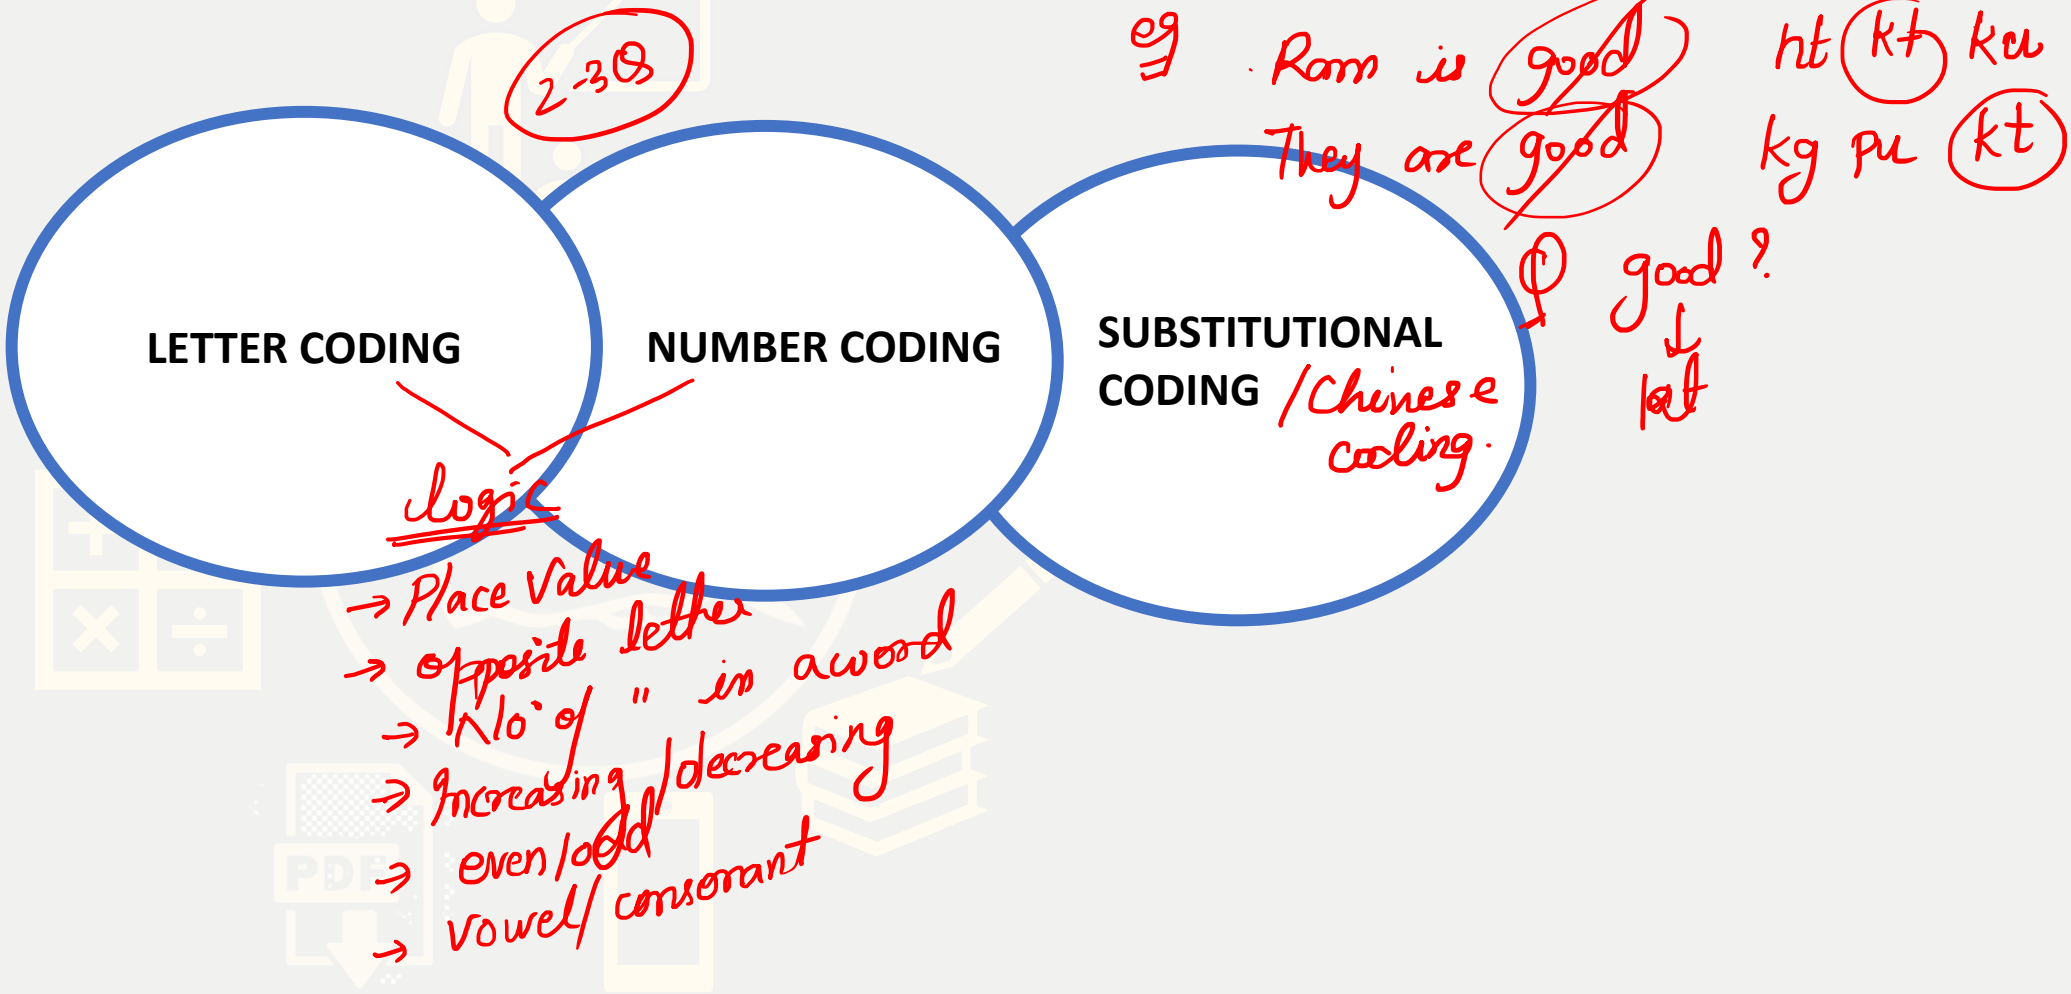 2-3Qs
eg Ram is good ht kt ku
They are good kg pu kt
Q good ?
kt
LETTER CODING
NUMBER CODING
SUBSTITUTIONAL
CODING / Chinese
coding.
logic
→ Place Value
→ opposite letter
→ No. of " in a word
→ Increasing/decreasing
→ even/odd
→ vowel/consonant
PDF